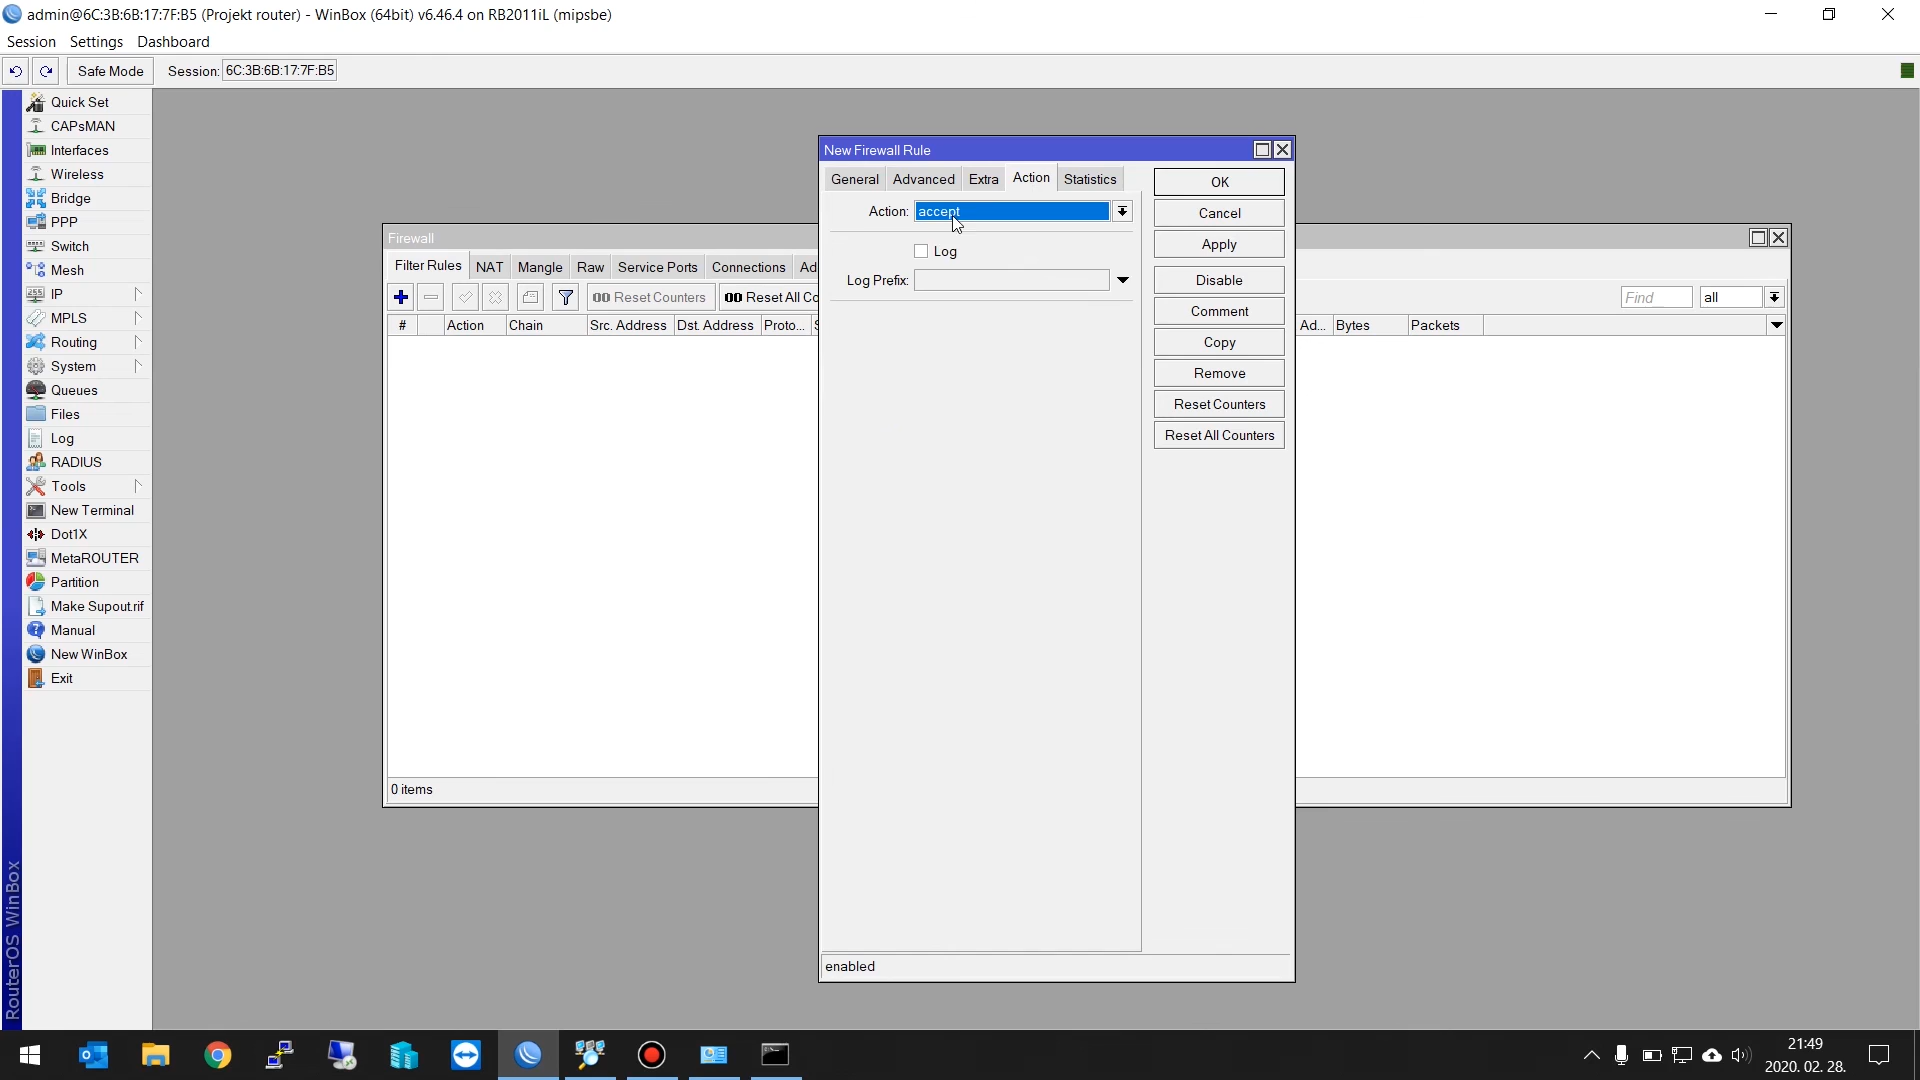 admin@6C:3B:6B:17:7F:B5 (Projekt router) - WinBox (64bit) v6.46.4 on RB2011iL (mipsbe)
Session Settings Dashboard
Safe Mode Session: 6C:3B:6B:17:7F:B5
Quick Set
CAPsMAN
Interfaces
Wireless
Bridge
PPP
Switch
Mesh
IP
MPLS
Routing
System
Queues
Files
Log
RADIUS
Tools
New Terminal
Dot1X
MetaROUTER
Partition
Make Supout.rif
Manual
New WinBox
Exit
RouterOS WinBox
Firewall
Filter Rules NAT Mangle Raw Service Ports Connections Ad
Reset Counters Reset All Co
Find all
# Action Chain Src. Address Dst. Address Proto... S Ad... Bytes Packets
0 items
New Firewall Rule
General Advanced Extra Action Statistics
Action: accept
Log
Log Prefix:
OK
Cancel
Apply
Disable
Comment
Copy
Remove
Reset Counters
Reset All Counters
enabled
21:49
2020. 02. 28.